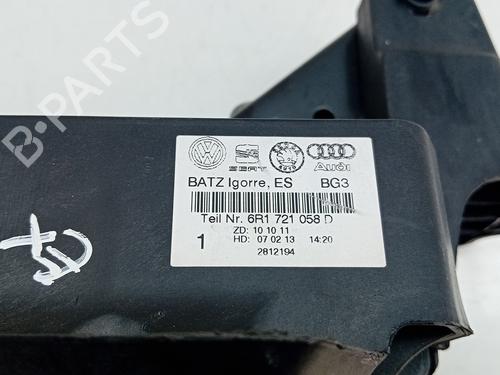 B-PARTS
SEAT
Audi
BATZ Igorre, ES BG3
Teil Nr. 6R1 721 058 D
ZD: 10 10 11
1 HD: 07 02 13 14:20
2812194